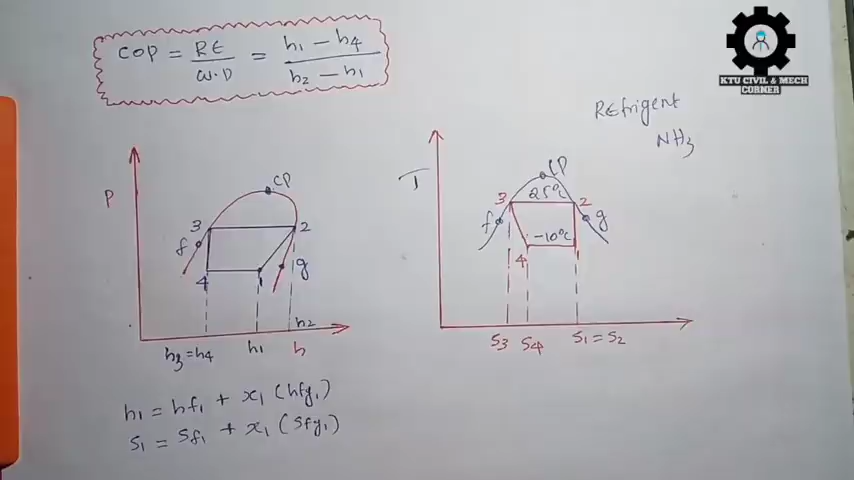 COP = RE / W.D = h1 - h4 / h2 - h1
KTU CIVIL & MECH
CORNER
REfrigent
NH3
P
CP
3
2
f
g
4
1
h2
h3 = h4
h1
h
T
CP
3
25°C
2
f
g
-10°C
4
1
S3
S4
S1 = S2
h1 = hf1 + x1 (hfg1)
S1 = Sf1 + x1 (Sfg1)